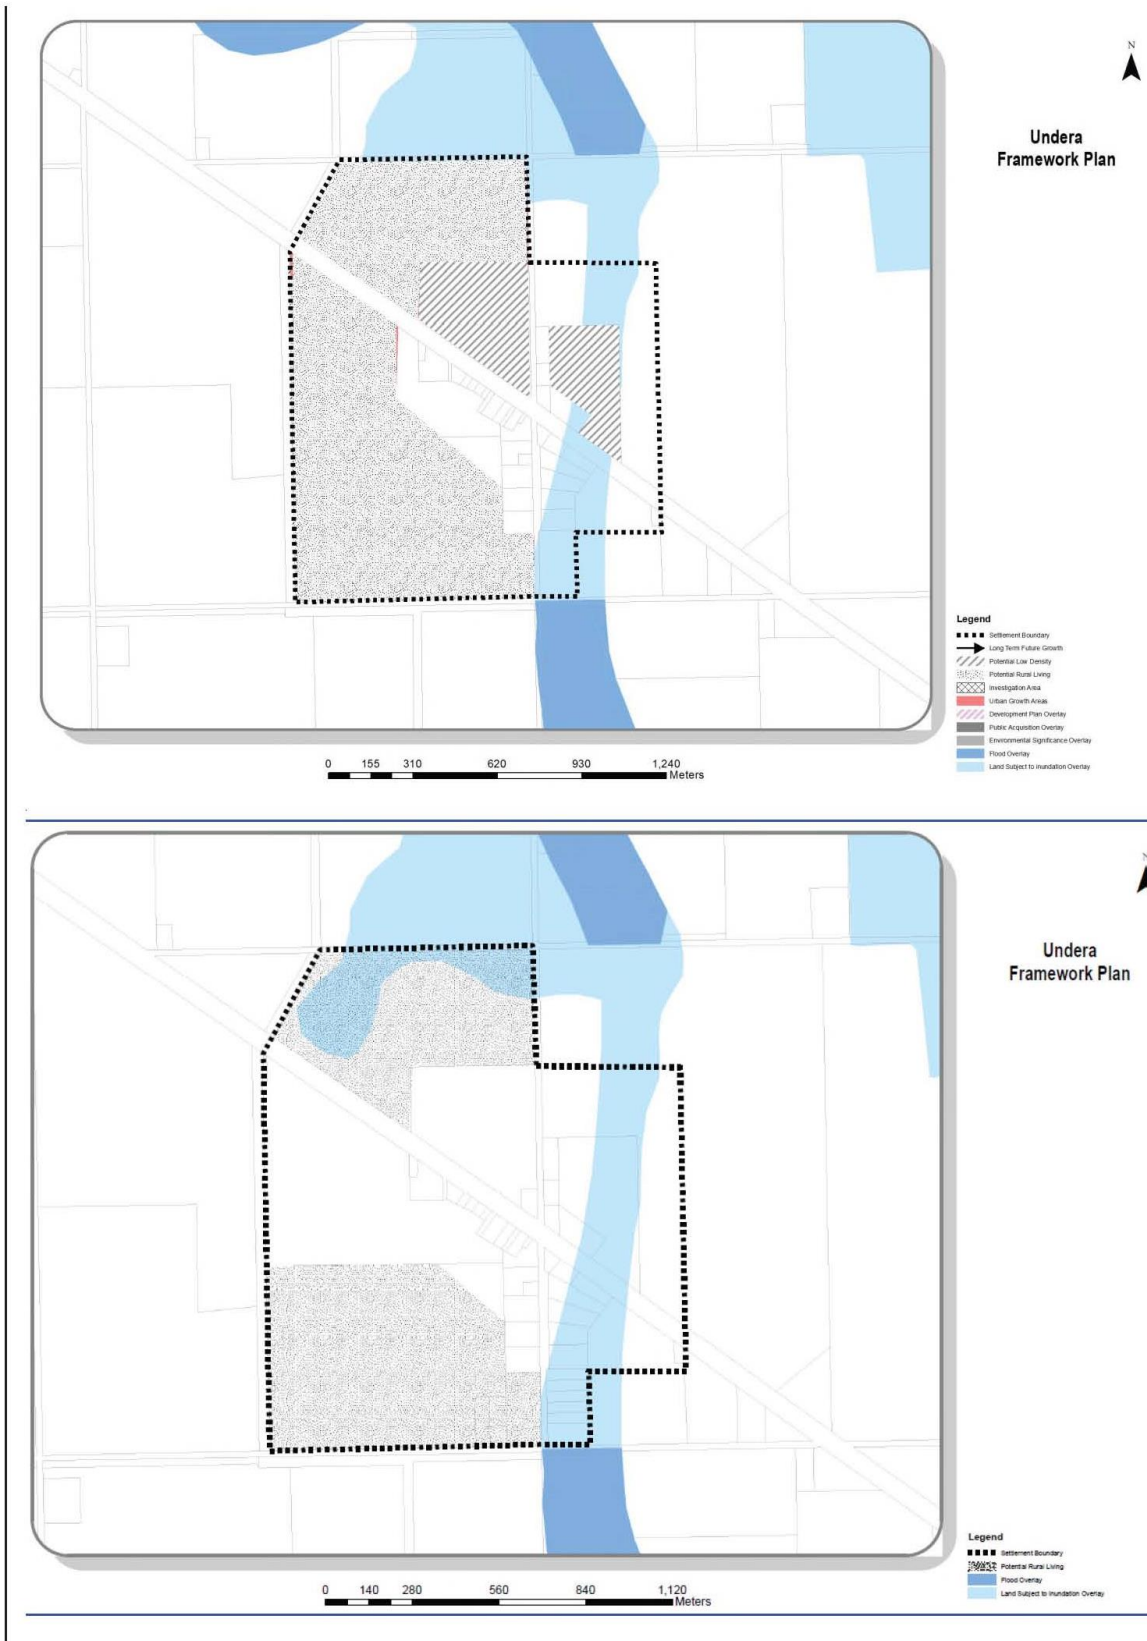 N
Undera
Framework Plan
Legend
Settlement Boundary
Long Term Future Growth
Potential Low Density
Potential Rural Living
Investigation Area
Urban Growth Areas
Development Plan Overlay
Public Acquisition Overlay
Environmental Significance Overlay
Flood Overlay
Land Subject to Inundation Overlay
0 155 310 620 930 1,240
Meters
N
Undera
Framework Plan
Legend
Settlement Boundary
Potential Rural Living
Flood Overlay
Land Subject to Inundation Overlay
0 140 280 560 840 1,120
Meters